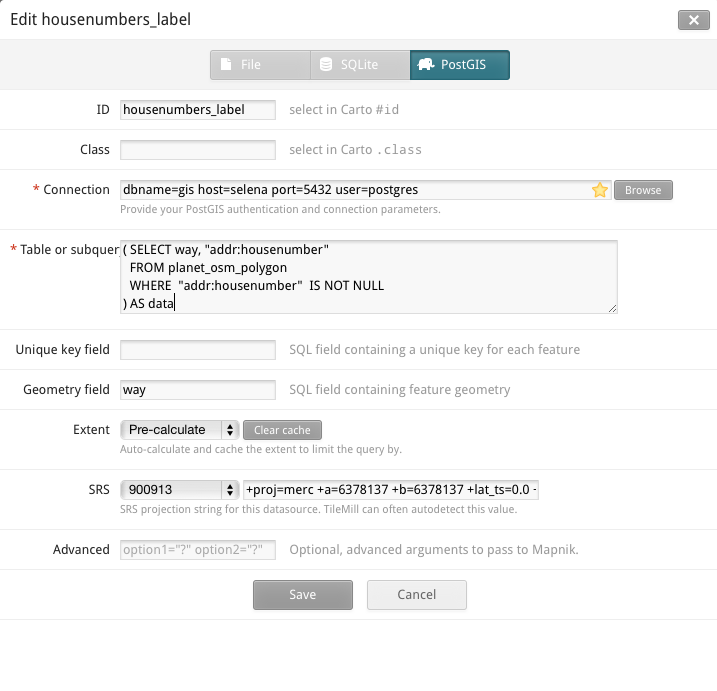 Edit housenumbers_label
File SQLite PostGIS
ID housenumbers_label select in Carto #id
Class select in Carto .class
* Connection dbname=gis host=selena port=5432 user=postgres Browse
Provide your PostGIS authentication and connection parameters.
* Table or subquer ( SELECT way, "addr:housenumber"
FROM planet_osm_polygon
WHERE "addr:housenumber" IS NOT NULL
) AS data
Unique key field SQL field containing a unique key for each feature
Geometry field way SQL field containing feature geometry
Extent Pre-calculate Clear cache
Auto-calculate and cache the extent to limit the query by.
SRS 900913 +proj=merc +a=6378137 +b=6378137 +lat_ts=0.0 -
SRS projection string for this datasource. TileMill can often autodetect this value.
Advanced option1="?" option2="?" Optional, advanced arguments to pass to Mapnik.
Save Cancel